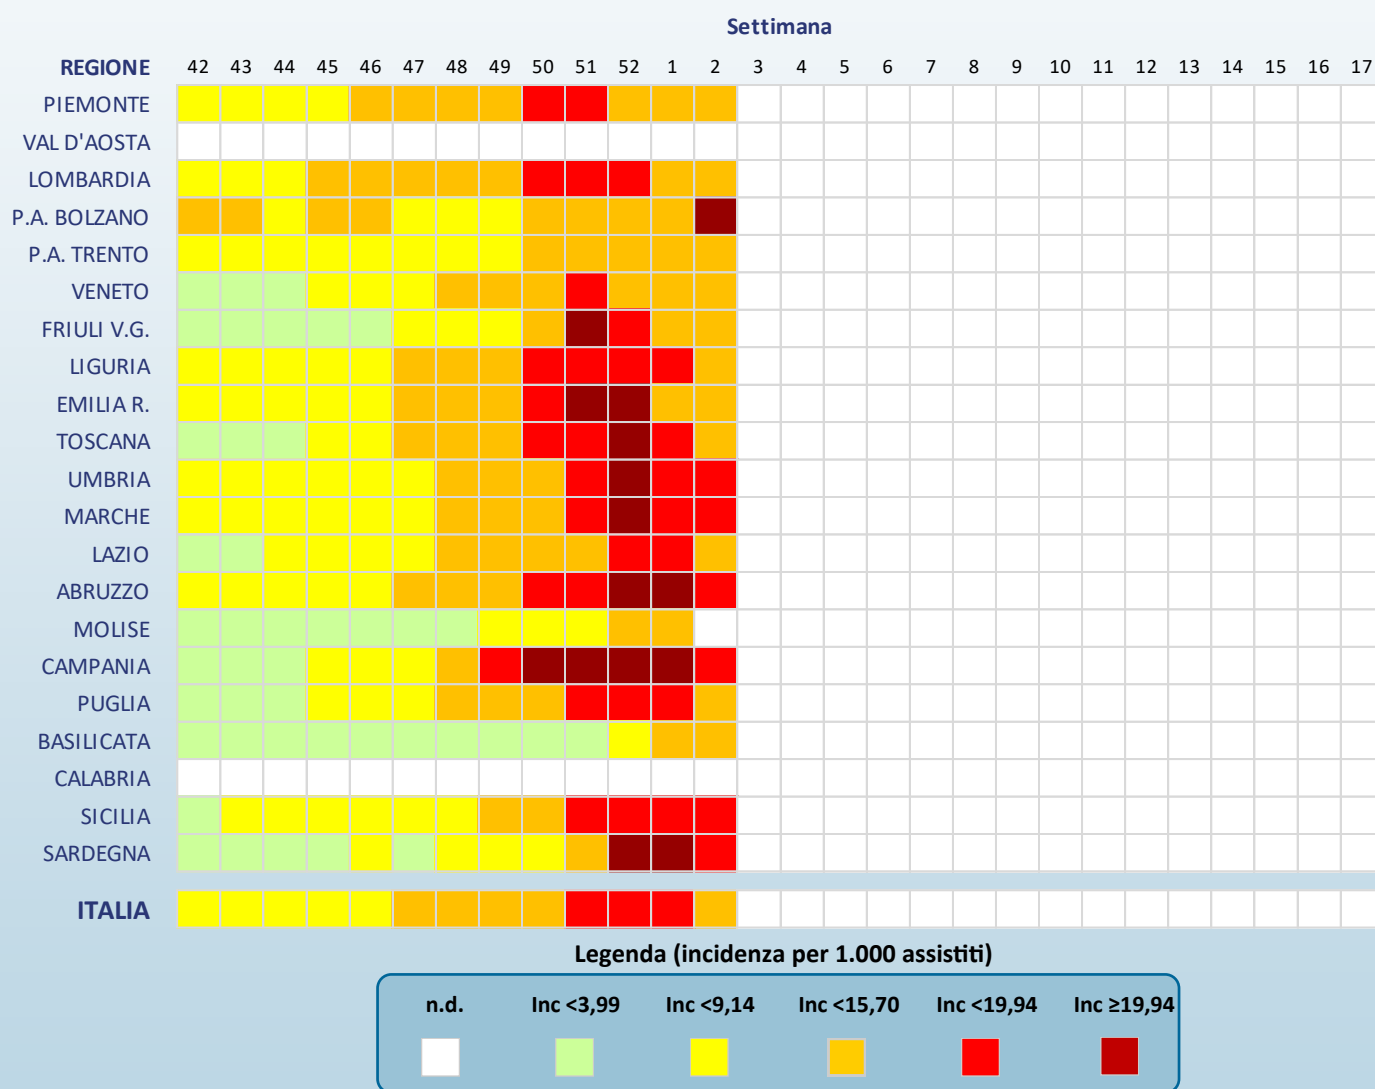 Settimana
REGIONE 42 43 44 45 46 47 48 49 50 51 52 1 2 3 4 5 6 7 8 9 10 11 12 13 14 15 16 17
PIEMONTE
VAL D'AOSTA
LOMBARDIA
P.A. BOLZANO
P.A. TRENTO
VENETO
FRIULI V.G.
LIGURIA
EMILIA R.
TOSCANA
UMBRIA
MARCHE
LAZIO
ABRUZZO
MOLISE
CAMPANIA
PUGLIA
BASILICATA
CALABRIA
SICILIA
SARDEGNA
ITALIA
Legenda (incidenza per 1.000 assistiti)
n.d. Inc <3,99 Inc <9,14 Inc <15,70 Inc <19,94 Inc ≥19,94